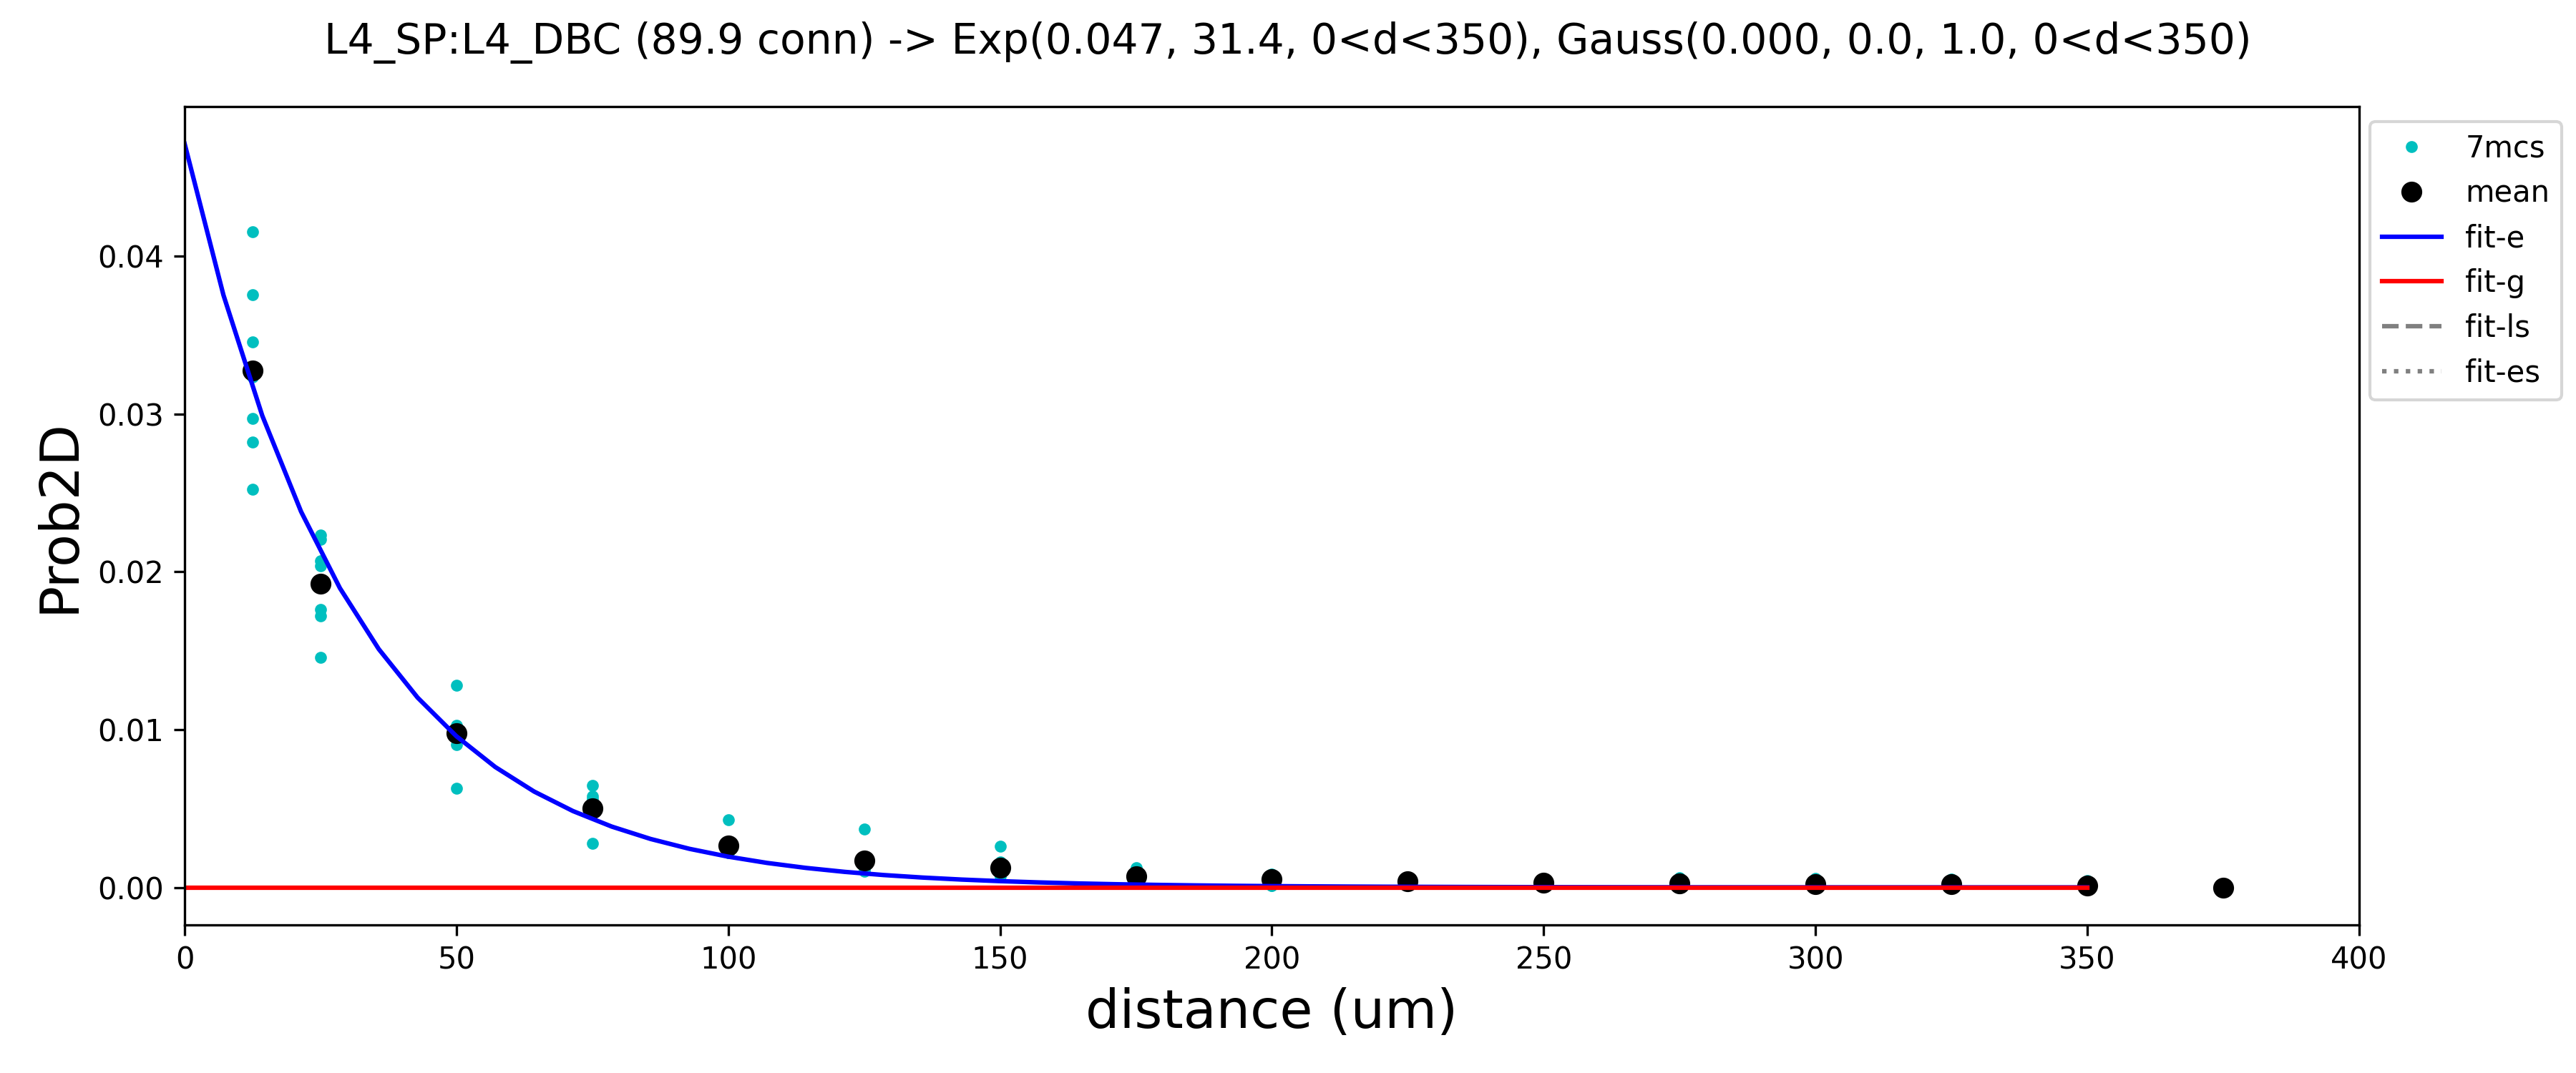 L4_SP:L4_DBC (89.9 conn) -> Exp(0.047, 31.4, 0<d<350), Gauss(0.000, 0.0, 1.0, 0<d<350)
7mcs
mean
fit-e
fit-g
fit-ls
fit-es
Prob2D
0.04
0.03
0.02
0.01
0.00
0 50 100 150 200 250 300 350 400
distance (um)